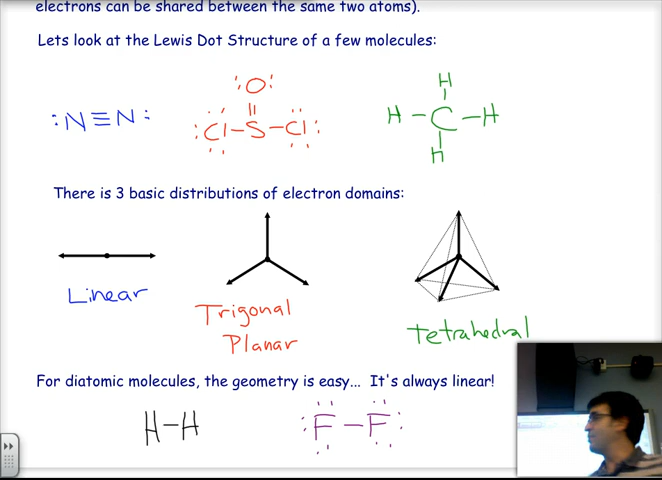 electrons can be shared between the same two atoms).
Lets look at the Lewis Dot Structure of a few molecules:
:N≡N:
:O:
:Cl-S-Cl:
H
H-C-H
H
There is 3 basic distributions of electron domains:
Linear
Trigonal
Planar
Tetrahedral
For diatomic molecules, the geometry is easy... It's always linear!
H-H
:F-F: